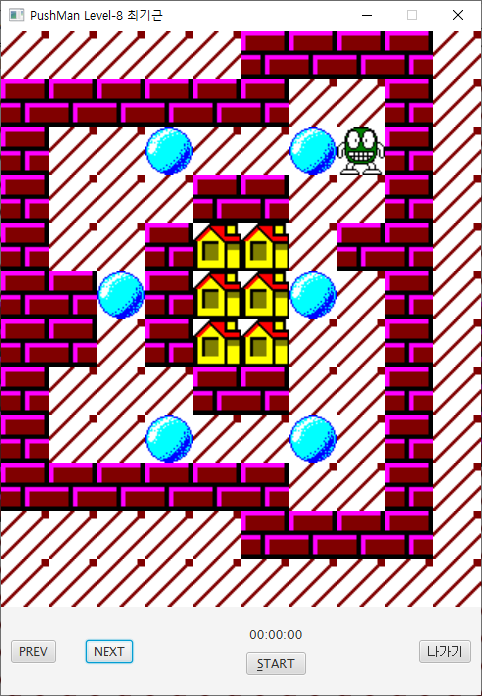 PushMan Level-8 최기근
00:00:00
PREV
NEXT
START
나가기